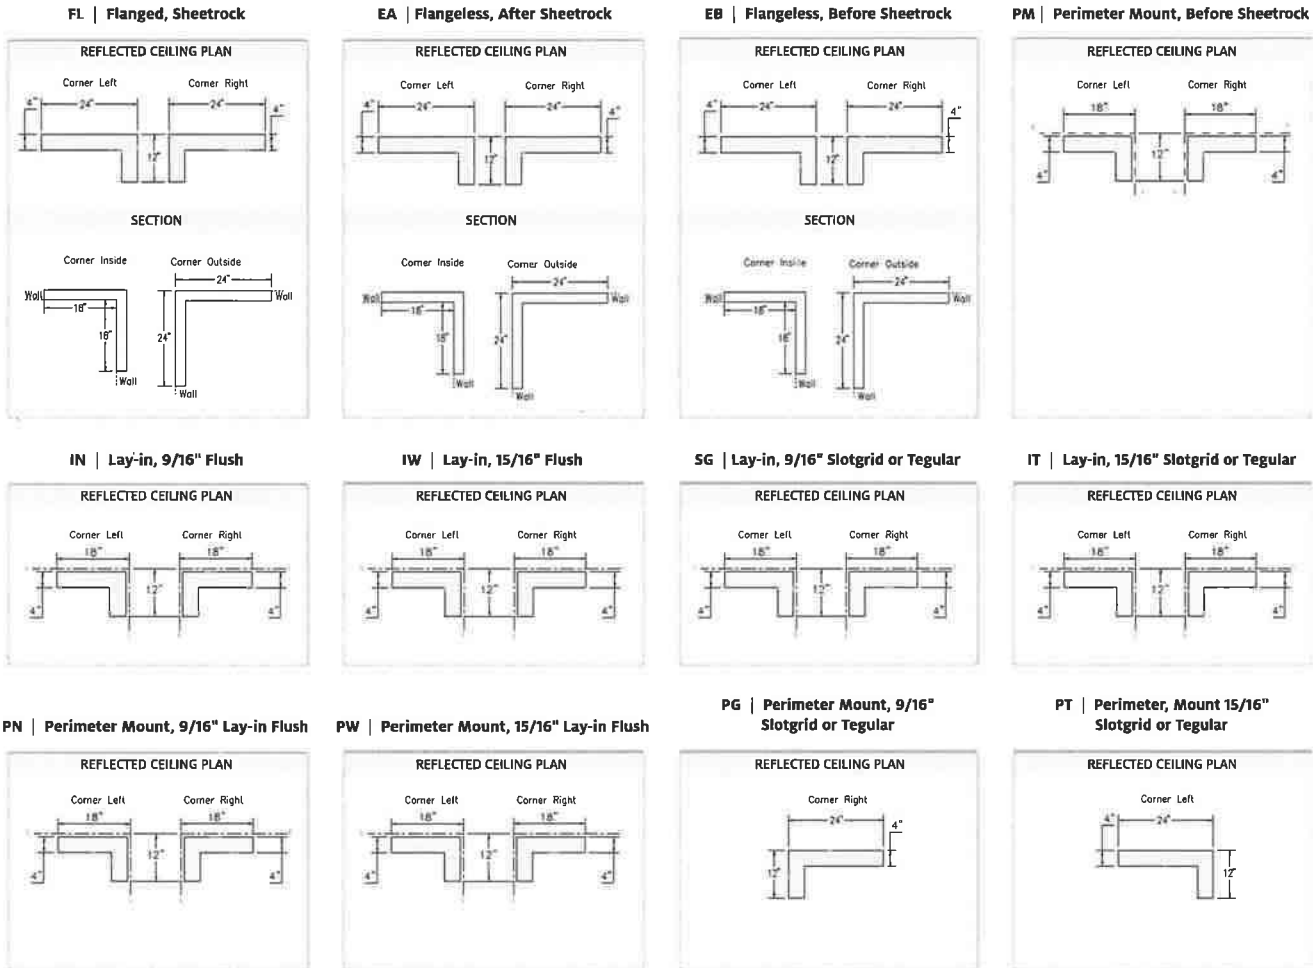 FL | Flanged, Sheetrock
REFLECTED CEILING PLAN
Corner Left
Corner Right
4"
24"
24"
4"
12"
SECTION
Corner Inside
Corner Outside
24"
Wall
18"
Wall
18"
24"
Wall
Wall
EA | Flangeless, After Sheetrock
REFLECTED CEILING PLAN
Corner Left
Corner Right
4"
24"
24"
4"
12"
SECTION
Corner Inside
Corner Outside
24"
Wall
18"
Wall
18"
24"
Wall
Wall
EB | Flangeless, Before Sheetrock
REFLECTED CEILING PLAN
Corner Left
Corner Right
4"
24"
24"
4"
12"
SECTION
Corner Inside
Corner Outside
24"
Wall
18"
Wall
18"
24"
Wall
Wall
PM | Perimeter Mount, Before Sheetrock
REFLECTED CEILING PLAN
Corner Left
Corner Right
18"
18"
12"
4"
4"
IN | Lay-in, 9/16" Flush
REFLECTED CEILING PLAN
Corner Left
Corner Right
18"
18"
12"
4"
4"
IW | Lay-in, 15/16" Flush
REFLECTED CEILING PLAN
Corner Left
Corner Right
18"
18"
12"
4"
4"
SG | Lay-in, 9/16" Slotgrid or Tegular
REFLECTED CEILING PLAN
Corner Left
Corner Right
18"
18"
12"
4"
4"
IT | Lay-in, 15/16" Slotgrid or Tegular
REFLECTED CEILING PLAN
Corner Left
Corner Right
18"
18"
12"
4"
4"
PN | Perimeter Mount, 9/16" Lay-in Flush
REFLECTED CEILING PLAN
Corner Left
Corner Right
18"
18"
12"
4"
4"
PW | Perimeter Mount, 15/16" Lay-in Flush
REFLECTED CEILING PLAN
Corner Left
Corner Right
18"
18"
12"
4"
4"
PG | Perimeter Mount, 9/16"
Slotgrid or Tegular
REFLECTED CEILING PLAN
Corner Right
24"
4"
12"
PT | Perimeter, Mount 15/16"
Slotgrid or Tegular
REFLECTED CEILING PLAN
Corner Left
4"
24"
12"